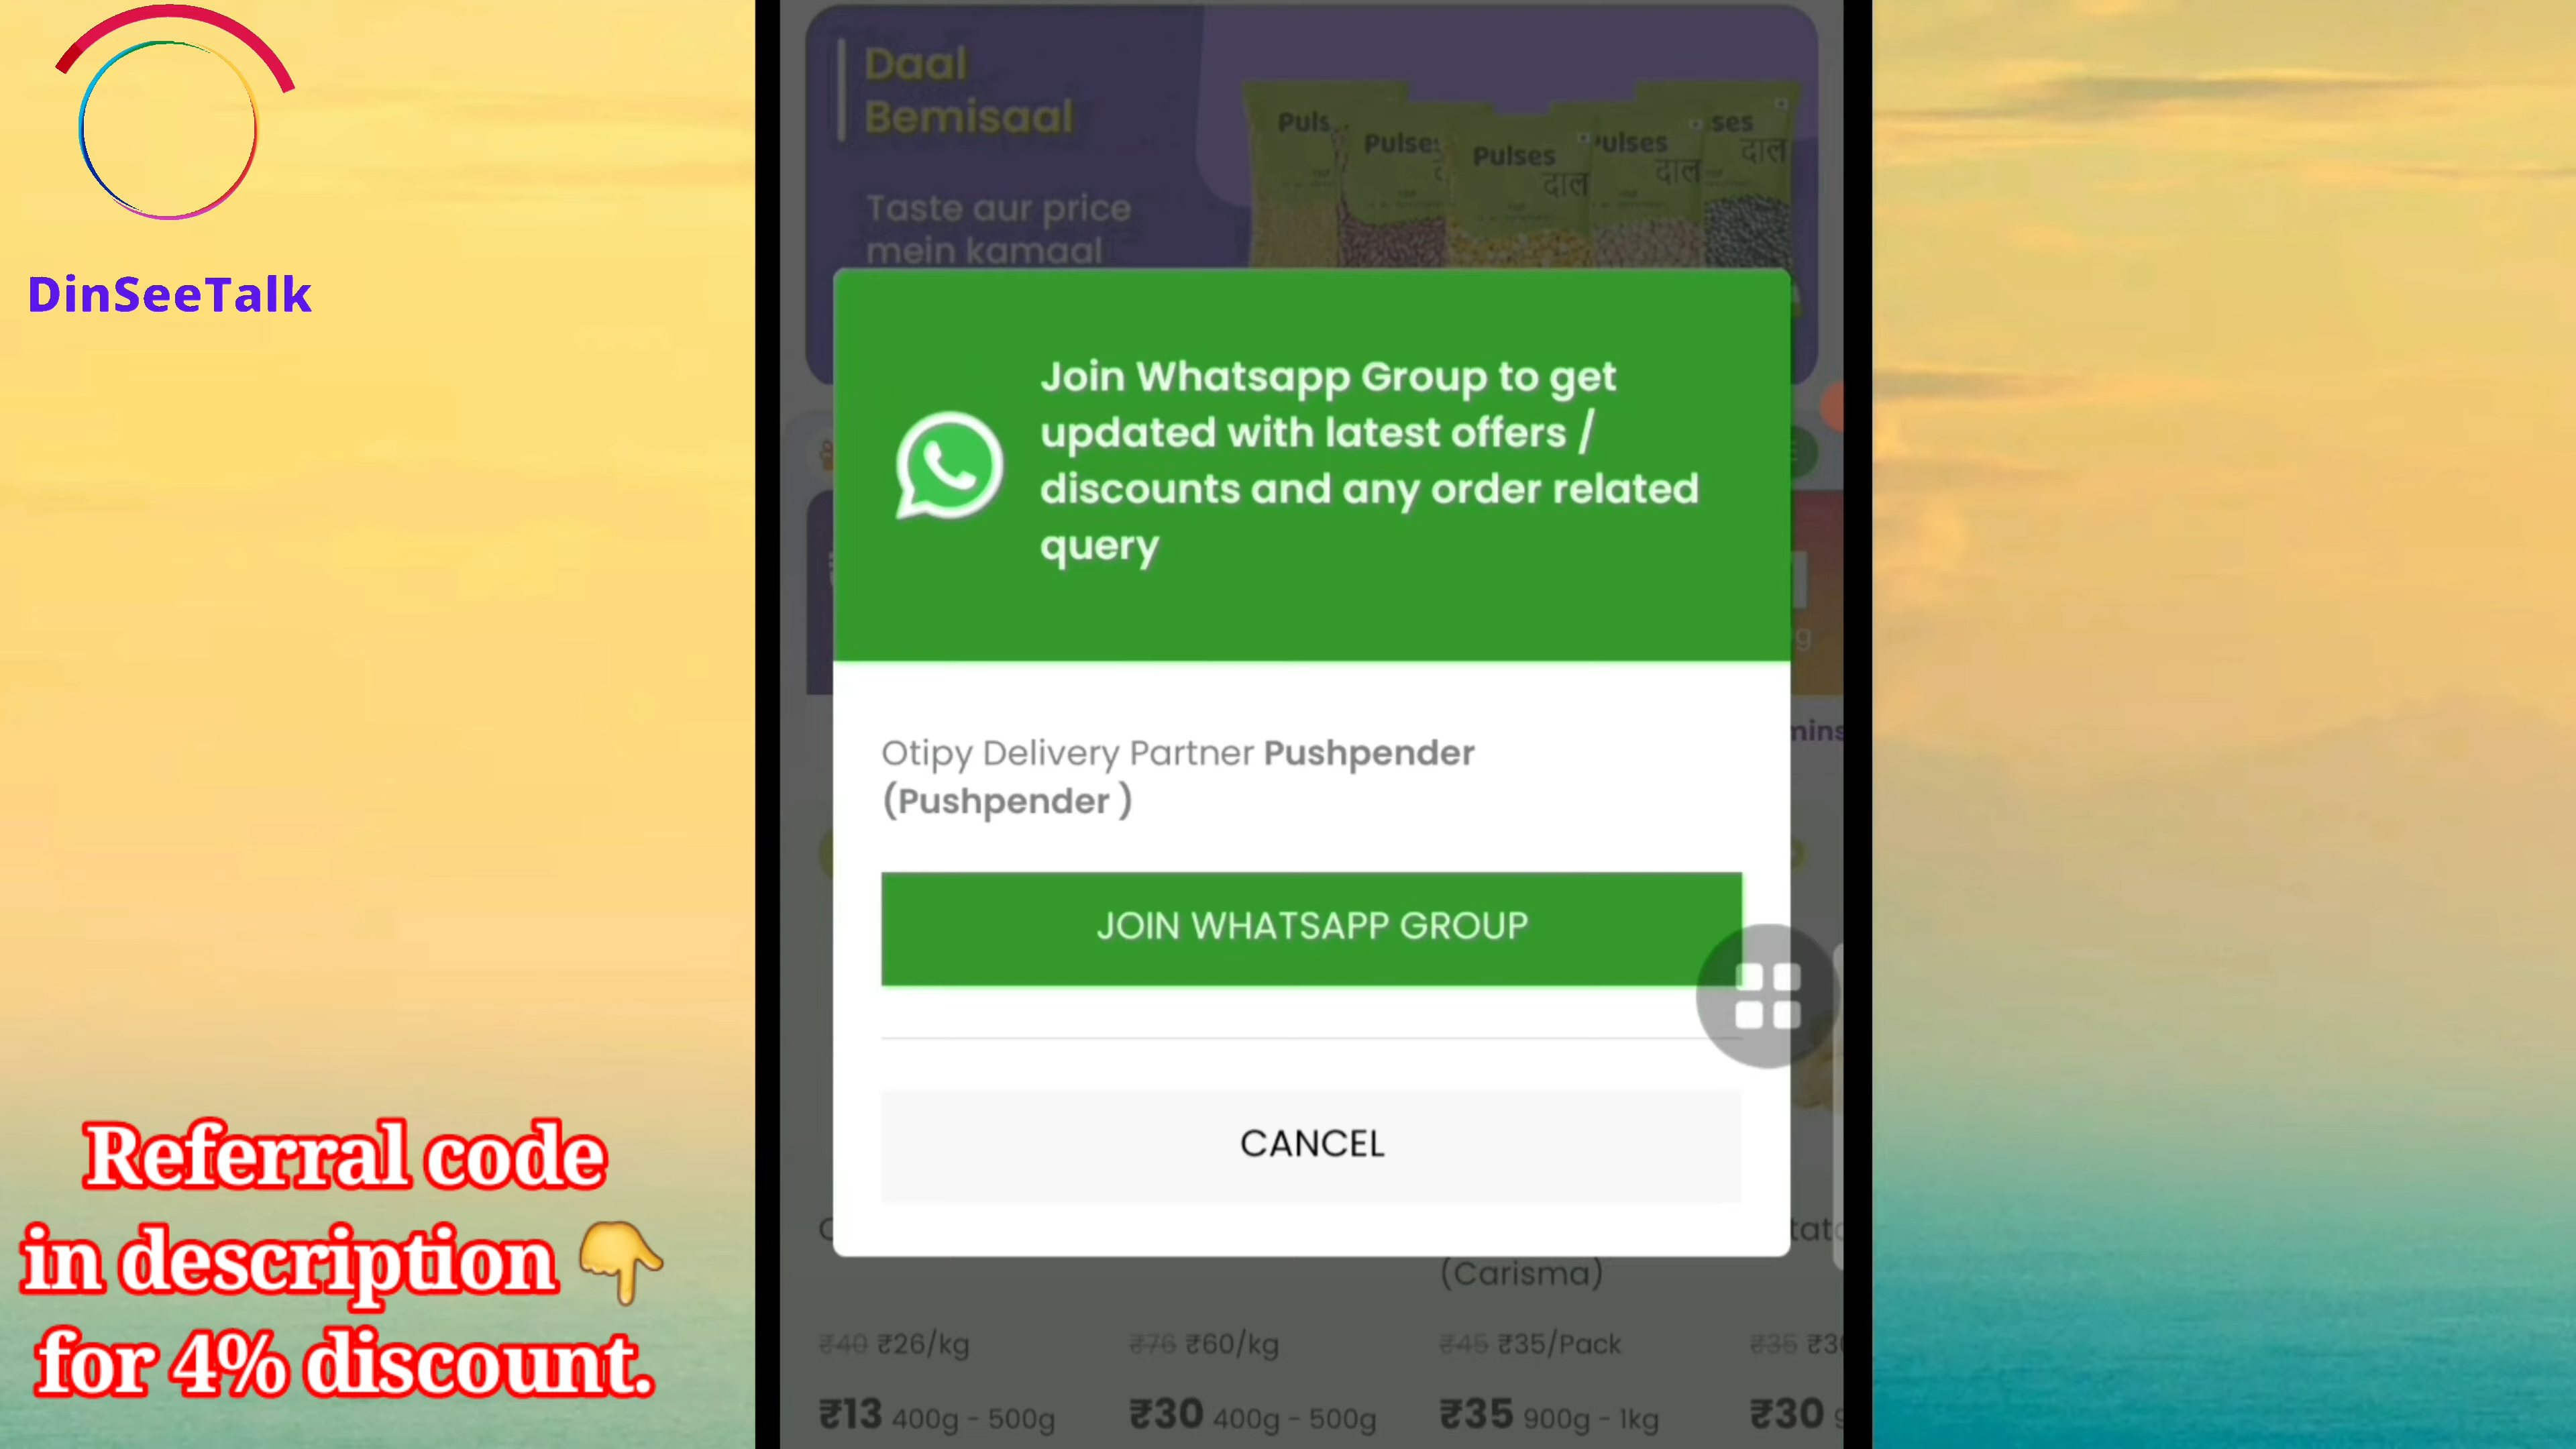 DinSeeTalk
Daal
Bemisaal
Taste aur price
mein kamaal
Pulses
दाल
Pulses
दाल
Join Whatsapp Group to get
updated with latest offers /
discounts and any order related
query
Otipy Delivery Partner Pushpender
(Pushpender )
JOIN WHATSAPP GROUP
CANCEL
(Carisma)
₹40 ₹26/kg
₹76 ₹60/kg
₹45 ₹35/Pack
₹35
₹13 400g - 500g
₹30 400g - 500g
₹35 900g - 1kg
₹30
Referral code
in description 👇
for 4% discount.